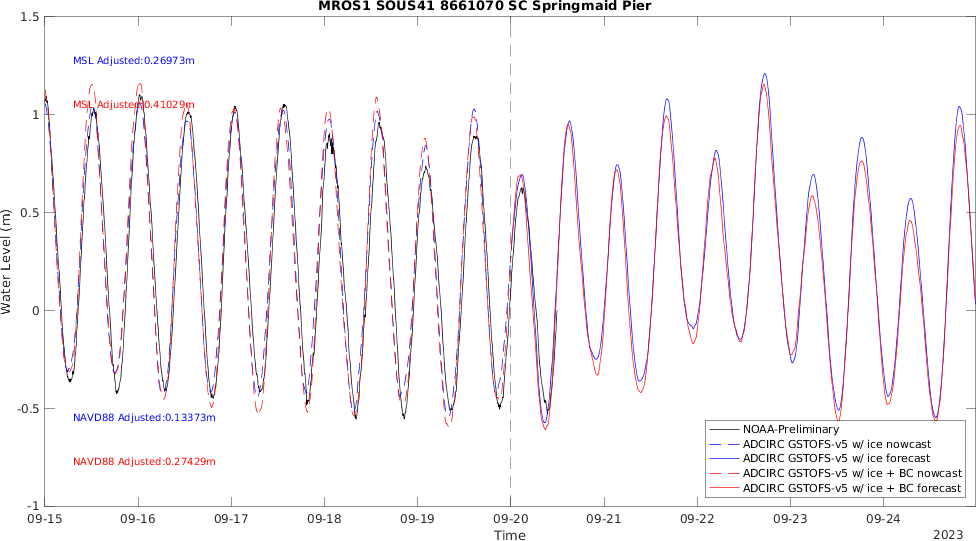 MROS1 SOUS41 8661070 SC Springmaid Pier
1.5
MSL Adjusted:0.26973m
MSL Adjusted:0.41029m
1
0.5
Water Level (m)
0
-0.5
NAVD88 Adjusted:0.13373m
NAVD88 Adjusted:0.27429m
NOAA-Preliminary
ADCIRC GSTOFS-v5 w/ ice nowcast
ADCIRC GSTOFS-v5 w/ ice forecast
ADCIRC GSTOFS-v5 w/ ice + BC nowcast
ADCIRC GSTOFS-v5 w/ ice + BC forecast
-1
09-15 09-16 09-17 09-18 09-19 09-20 09-21 09-22 09-23 09-24
Time
2023